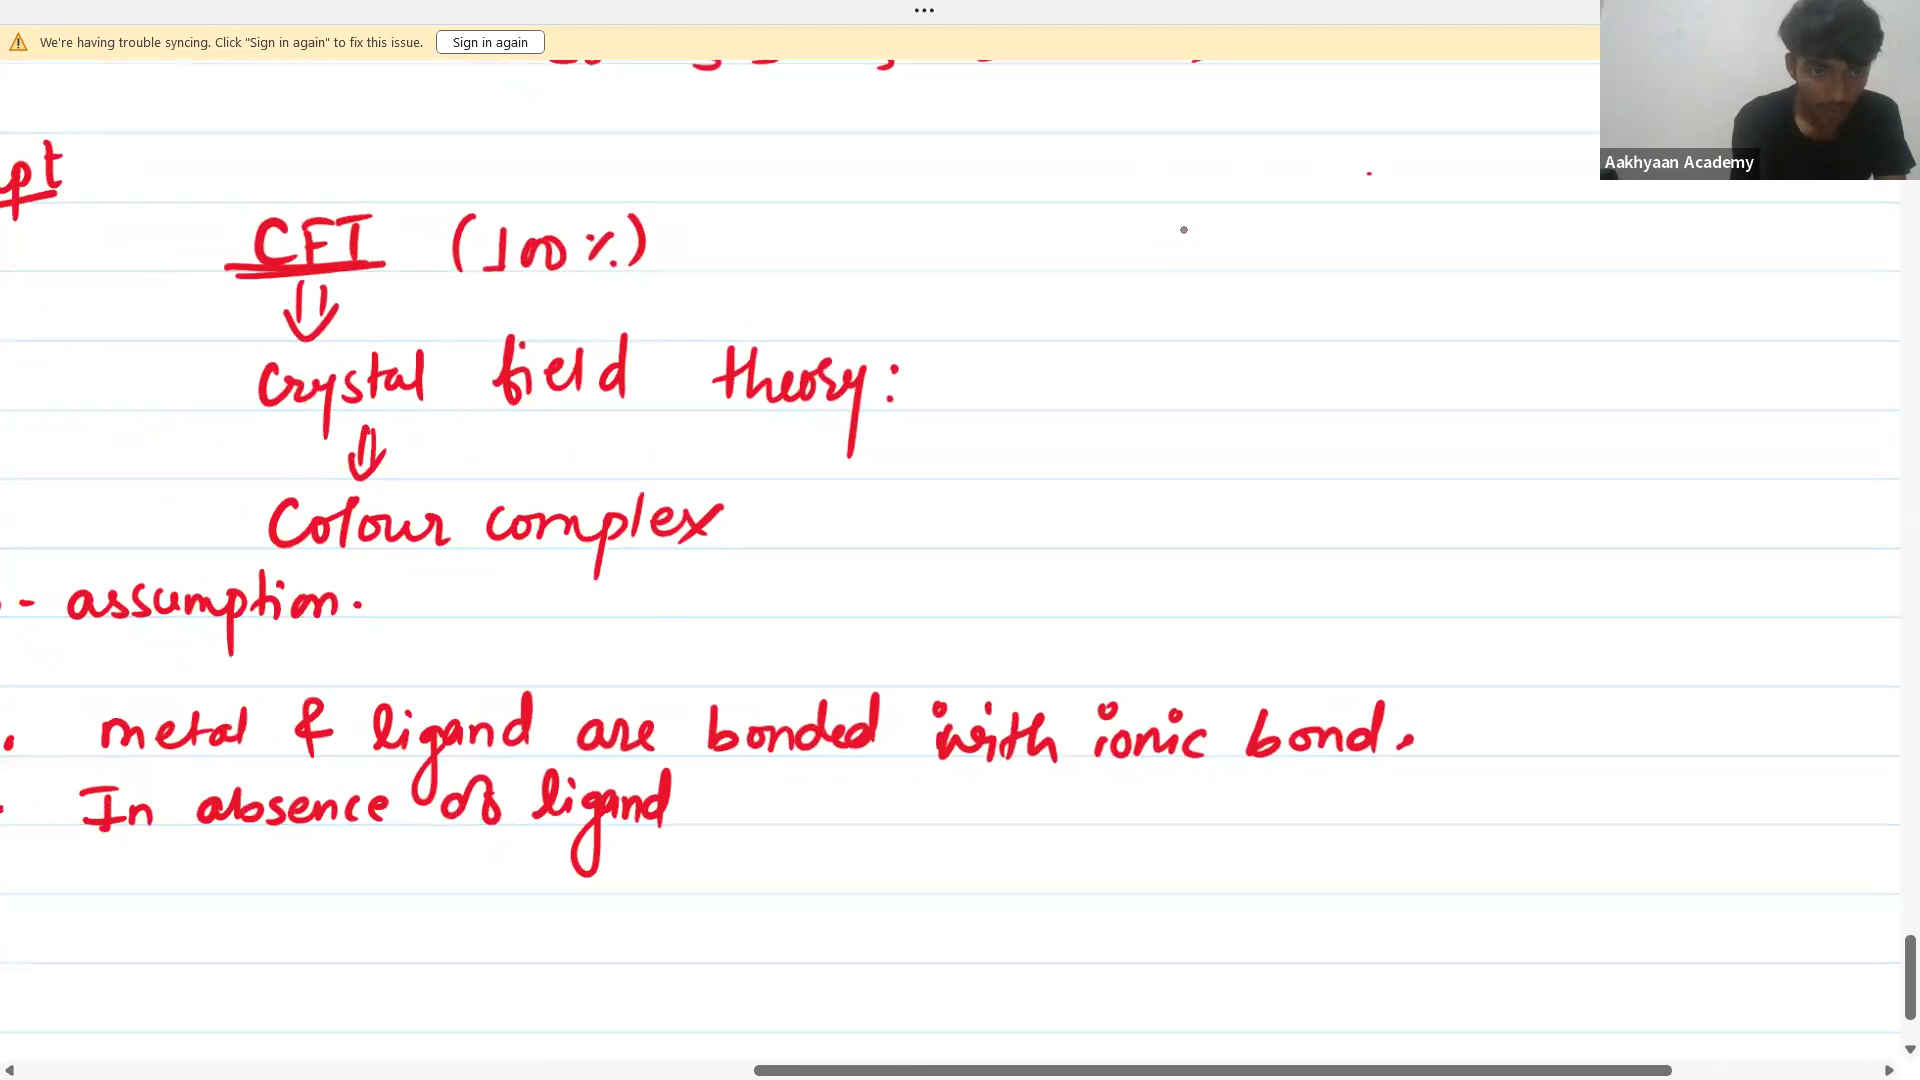 ...
We're having trouble syncing. Click "Sign in again" to fix this issue. Sign in again
Aakhyaan Academy
pt
CFT (100%)
Crystal field theory:
Colour complex
- assumption.
. metal & ligand are bonded with ionic bond.
. In absence of ligand